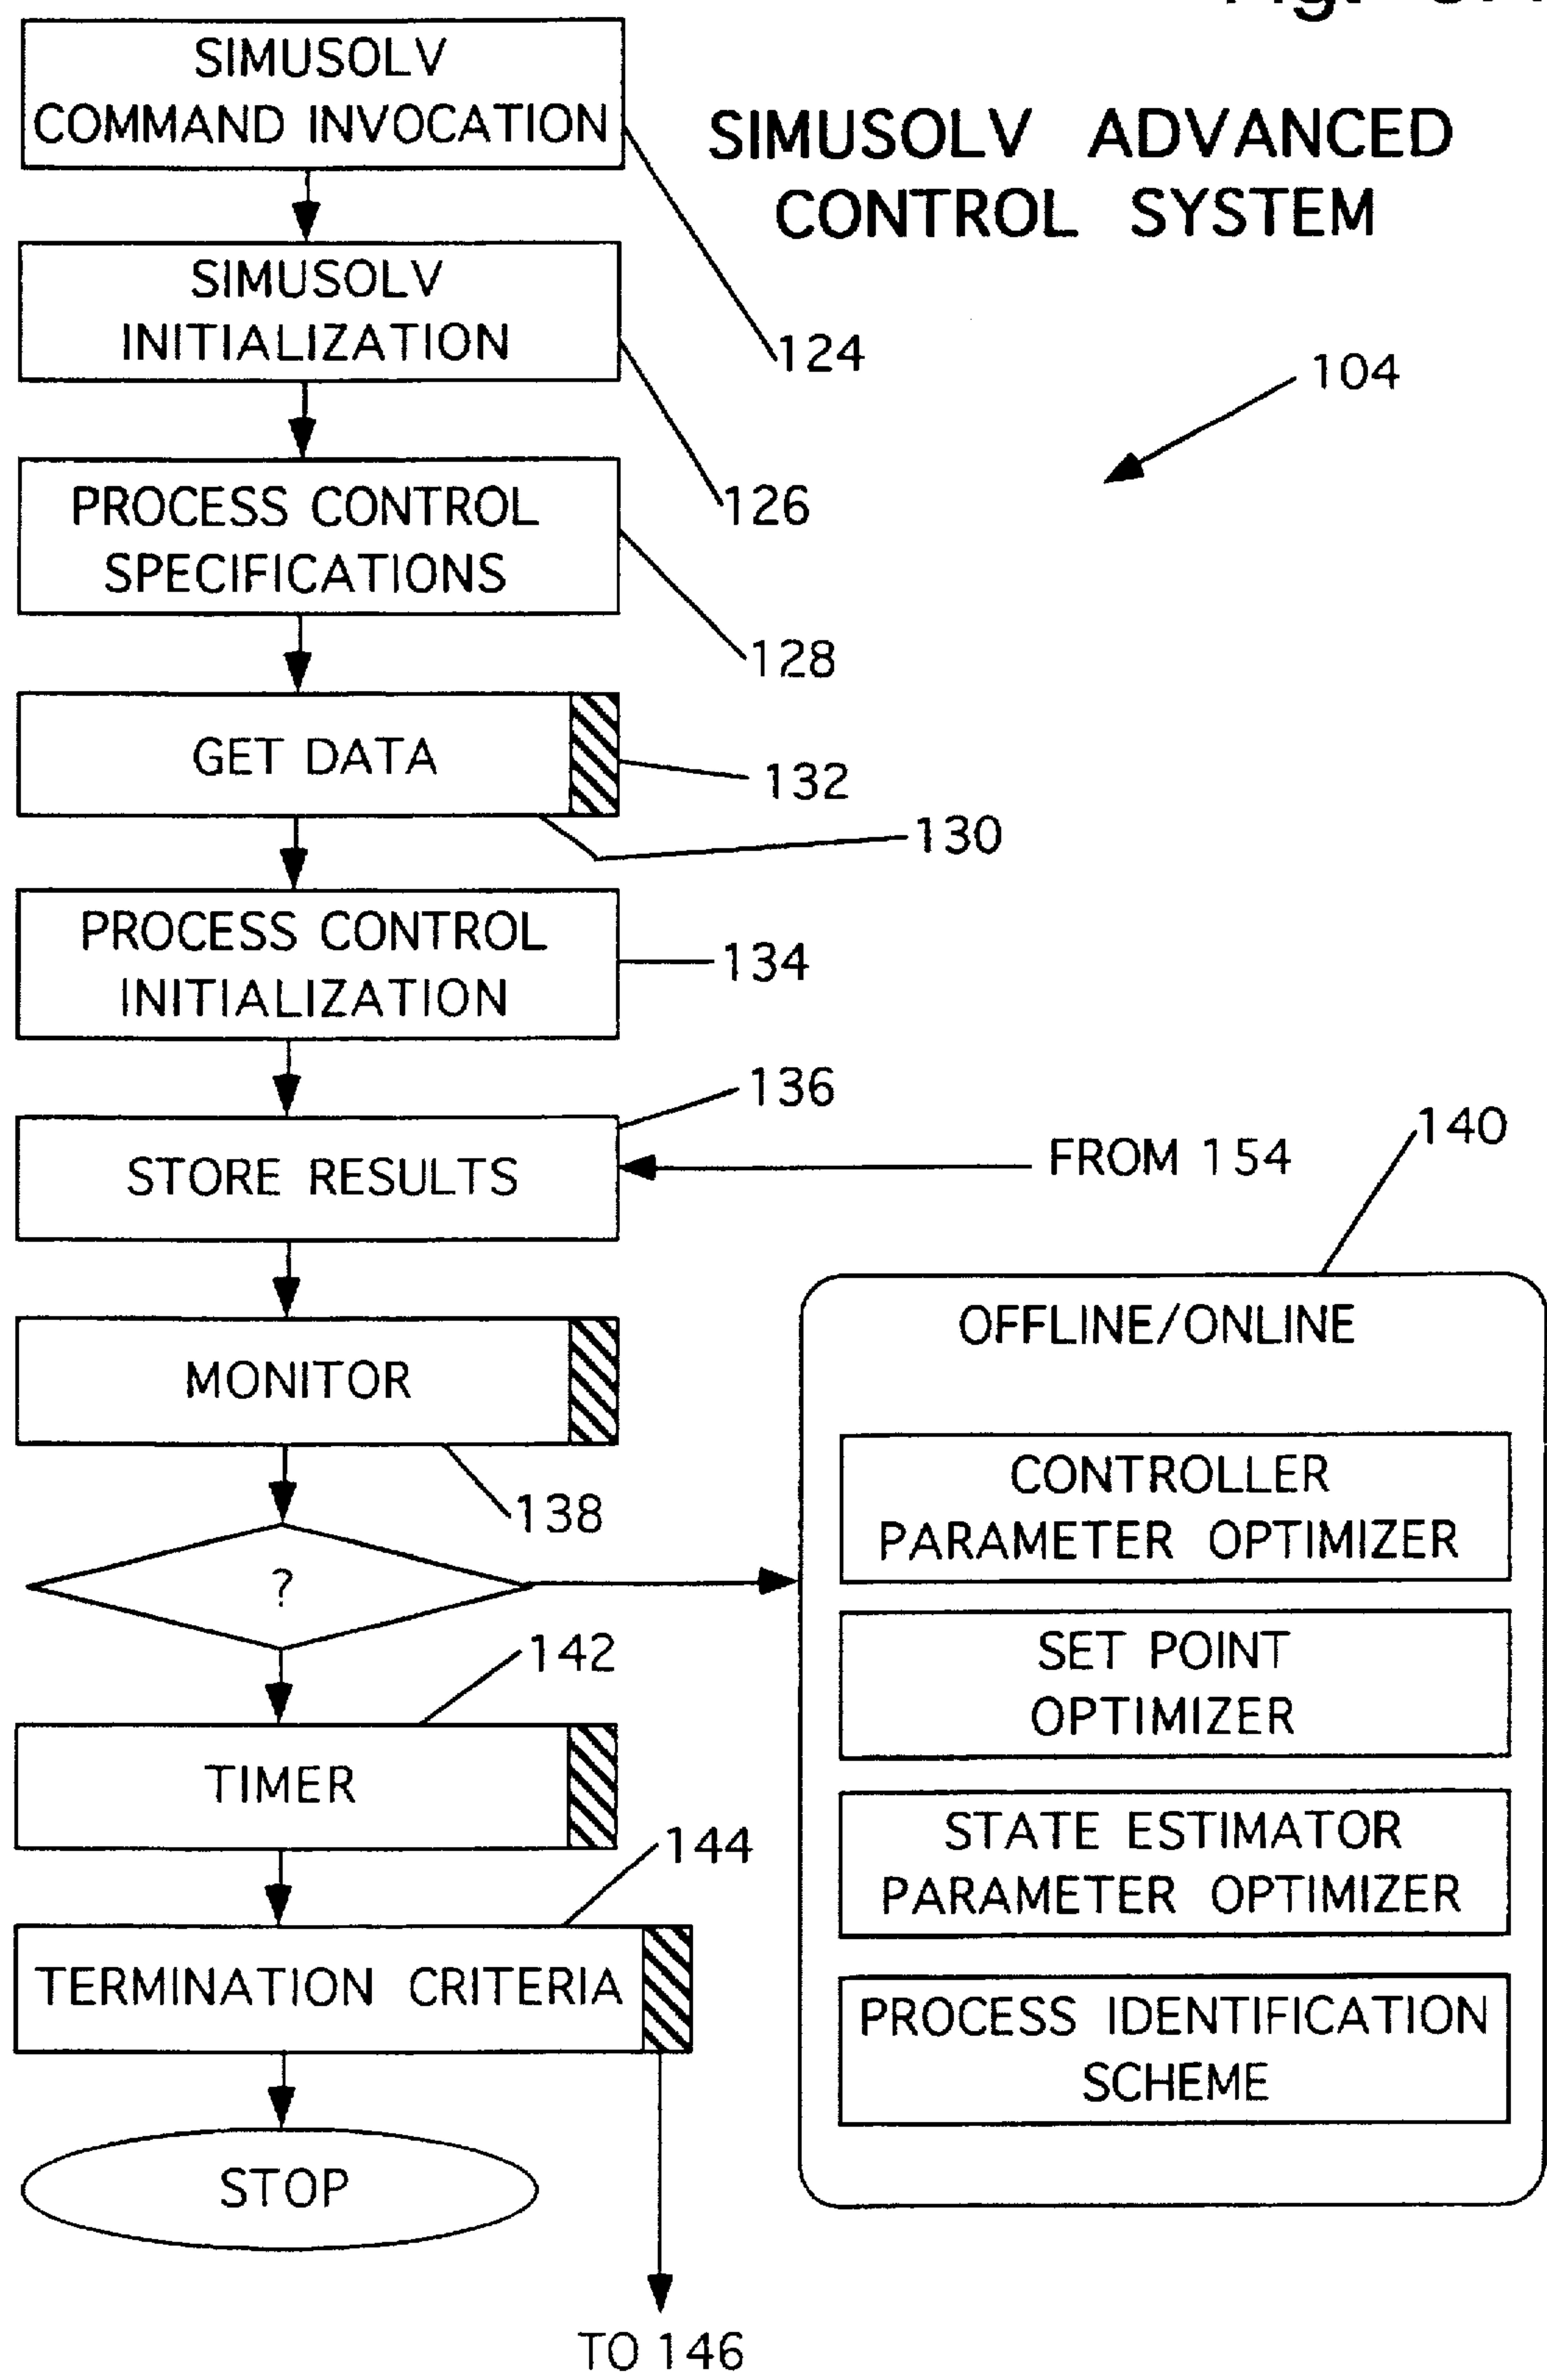 SIMUSOLV
COMMAND INVOCATION
SIMUSOLV ADVANCED
CONTROL SYSTEM
SIMUSOLV
INITIALIZATION
124
104
PROCESS CONTROL
SPECIFICATIONS
126
128
GET DATA
132
130
PROCESS CONTROL
INITIALIZATION
134
136
STORE RESULTS
FROM 154
140
OFFLINE/ONLINE
MONITOR
138
CONTROLLER
PARAMETER OPTIMIZER
?
142
SET POINT
OPTIMIZER
TIMER
144
STATE ESTIMATOR
PARAMETER OPTIMIZER
TERMINATION CRITERIA
PROCESS IDENTIFICATION
SCHEME
STOP
TO 146